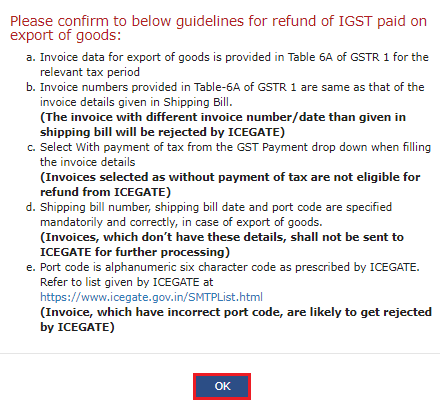 Please confirm to below guidelines for refund of IGST paid on
export of goods:
a. Invoice data for export of goods is provided in Table 6A of GSTR 1 for the
relevant tax period
b. Invoice numbers provided in Table-6A of GSTR 1 are same as that of the
invoice details given in Shipping Bill.
(The invoice with different invoice number/date than given in
shipping bill will be rejected by ICEGATE)
c. Select With payment of tax from the GST Payment drop down when filling
the invoice details
(Invoices selected as without payment of tax are not eligible for
refund from ICEGATE)
d. Shipping bill number, shipping bill date and port code are specified
mandatorily and correctly, in case of export of goods.
(Invoices, which don't have these details, shall not be sent to
ICEGATE for further processing)
e. Port code is alphanumeric six character code as prescribed by ICEGATE.
Refer to list given by ICEGATE at
https://www.icegate.gov.in/SMTPList.html
(Invoice, which have incorrect port code, are likely to get rejected
by ICEGATE)
OK